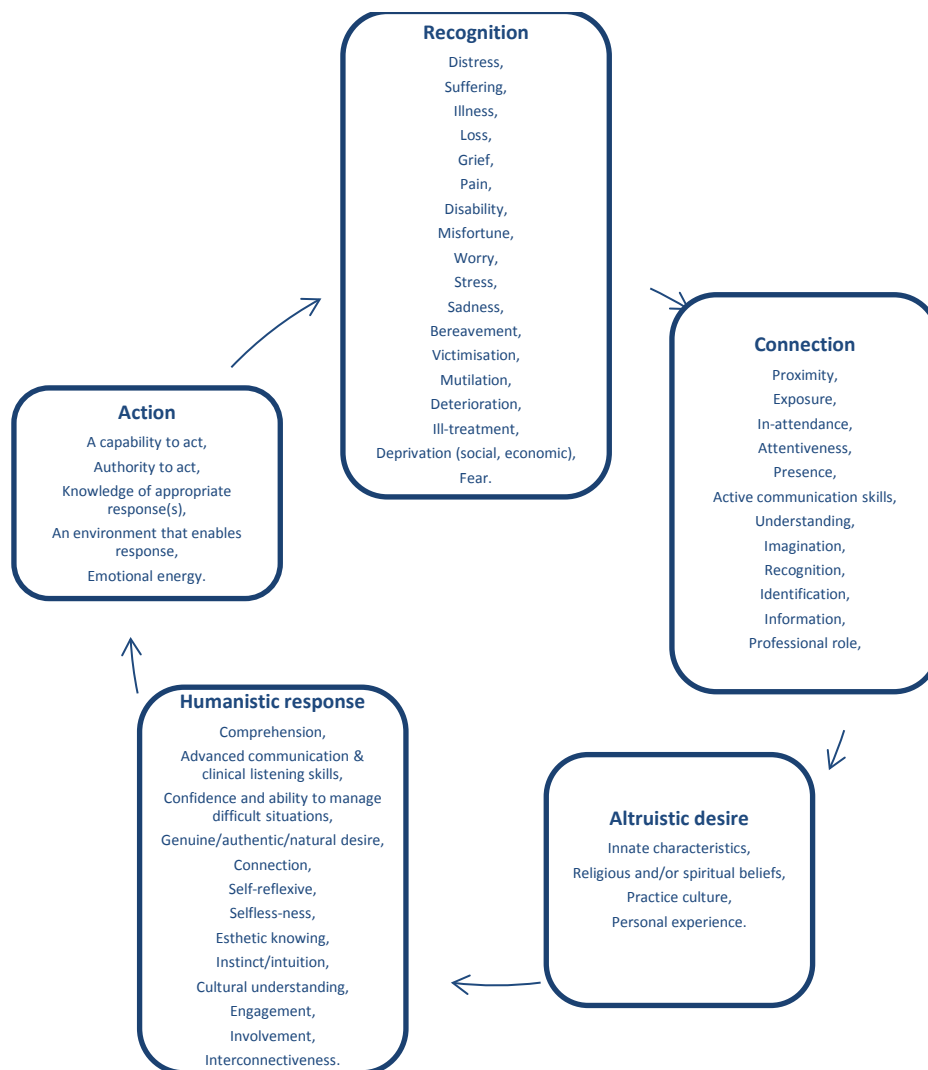 Recognition
Distress,
Suffering,
Illness,
Loss,
Grief,
Pain,
Disability,
Misfortune,
Worry,
Stress,
Sadness,
Bereavement,
Victimisation,
Mutilation,
Deterioration,
Ill-treatment,
Deprivation (social, economic),
Fear.
Connection
Proximity,
Exposure,
In-attendance,
Attentiveness,
Presence,
Active communication skills,
Understanding,
Imagination,
Recognition,
Identification,
Information,
Professional role,
Altruistic desire
Innate characteristics,
Religious and/or spiritual beliefs,
Practice culture,
Personal experience.
Humanistic response
Comprehension,
Advanced communication &
clinical listening skills,
Confidence and ability to manage
difficult situations,
Genuine/authentic/natural desire,
Connection,
Self-reflexive,
Selfless-ness,
Esthetic knowing,
Instinct/intuition,
Cultural understanding,
Engagement,
Involvement,
Interconnectiveness.
Action
A capability to act,
Authority to act,
Knowledge of appropriate
response(s),
An environment that enables
response,
Emotional energy.